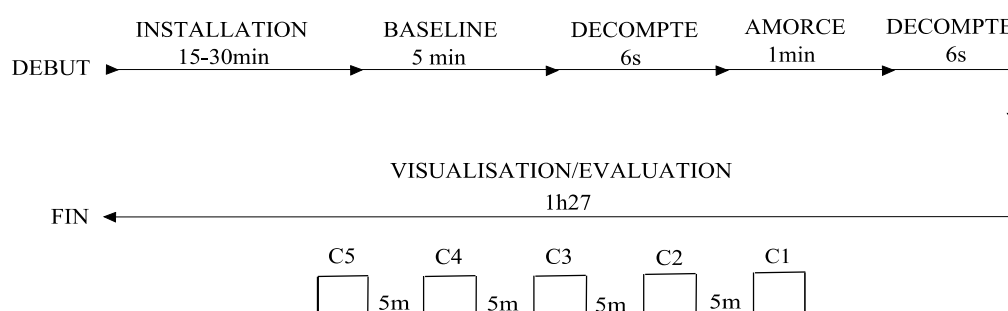 INSTALLATION BASELINE DECOMPTE AMORCE DECOMPTE
15-30min 5 min 6s 1min 6s
DEBUT
VISUALISATION/EVALUATION
1h27
FIN
C5 C4 C3 C2 C1
5m 5m 5m 5m